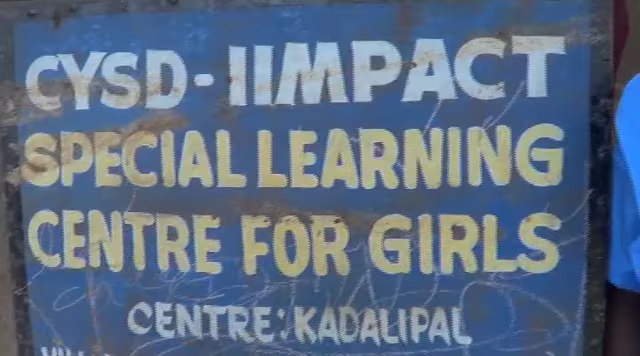 CYSD-IIMPACT
SPECIAL LEARNING
CENTRE FOR GIRLS
CENTRE:KADALIPAL